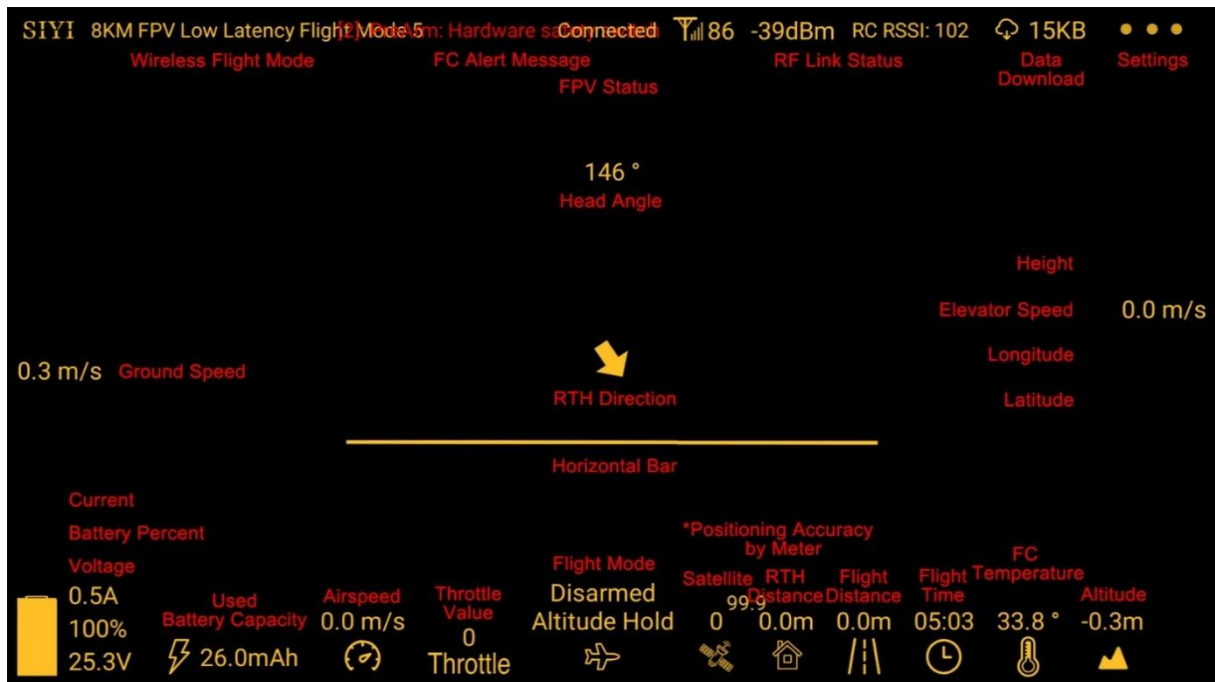 SIYI 8KM FPV Low Latency Flight Mode 5 [2] PreArm: Hardware safety switch Connected 86 -39dBm RC RSSI: 102 15KB
Wireless Flight Mode FC Alert Message RF Link Status Data Download Settings
FPV Status
146 °
Head Angle
Height
Elevator Speed 0.0 m/s
Longitude
0.3 m/s Ground Speed
RTH Direction Latitude
Horizontal Bar
Current
Battery Percent
Voltage
*Positioning Accuracy
by Meter
0.5A
100%
25.3V
Used
Battery Capacity
26.0mAh
Airspeed
0.0 m/s
Throttle
Value
0
Throttle
Flight Mode
Disarmed
Altitude Hold
Satellite
99.9
0
RTH
Distance
0.0m
Flight
Distance
0.0m
Flight
Time
05:03
FC
Temperature
33.8 °
Altitude
-0.3m